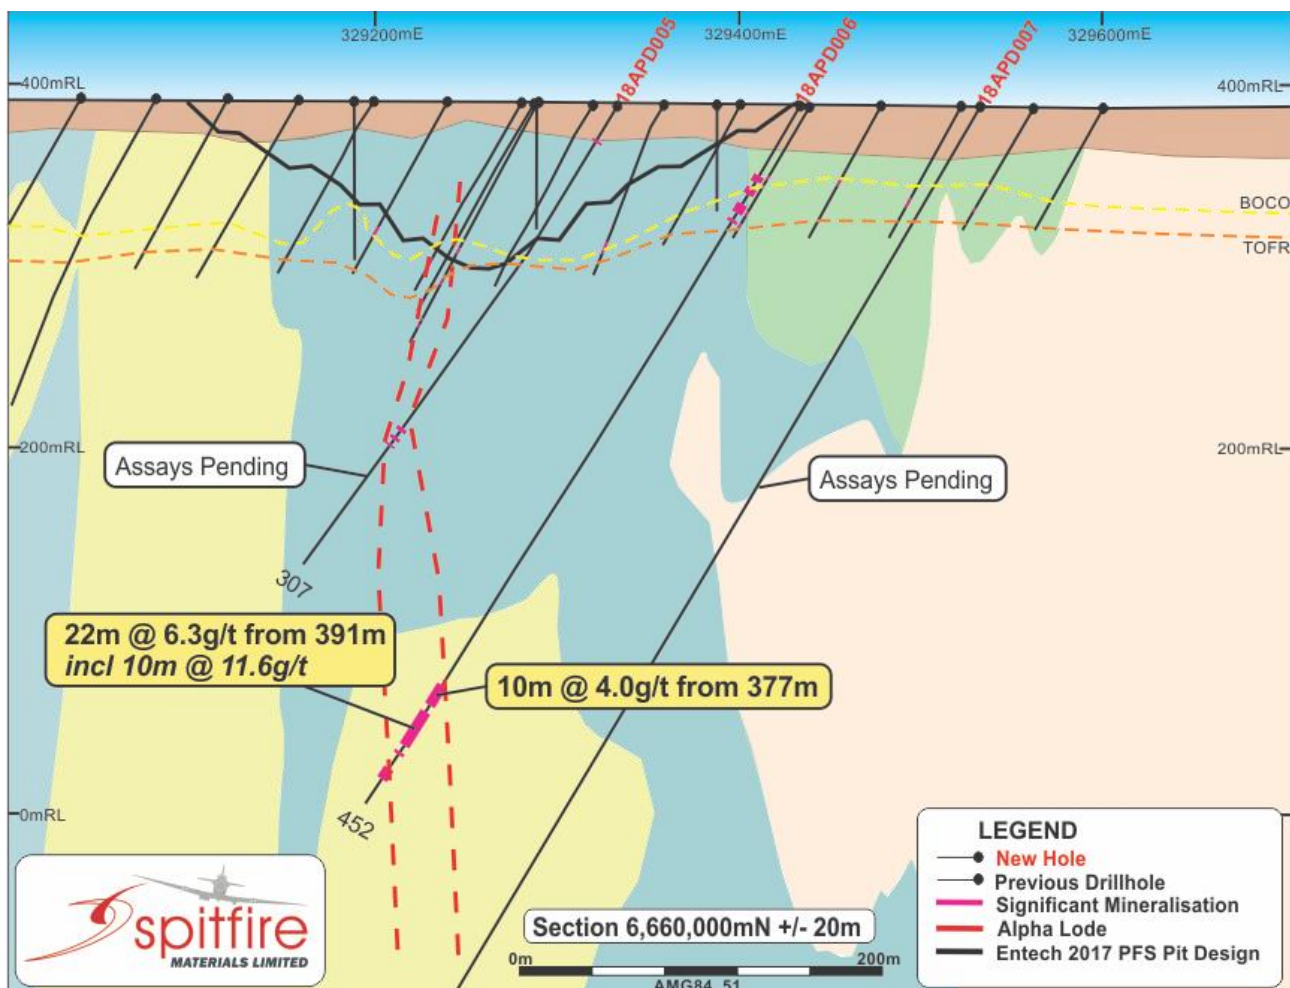 329200mE
18APD005
329400mE
18APD006
18APD007
329600mE
400mRL
400mRL
BOCO
TOFR
200mRL
200mRL
Assays Pending
Assays Pending
307
22m @ 6.3g/t from 391m
incl 10m @ 11.6g/t
10m @ 4.0g/t from 377m
0mRL
452
LEGEND
New Hole
Previous Drillhole
Significant Mineralisation
Alpha Lode
Entech 2017 PFS Pit Design
spitfire
MATERIALS LIMITED
Section 6,660,000mN +/- 20m
0m
200m
AMG84_51